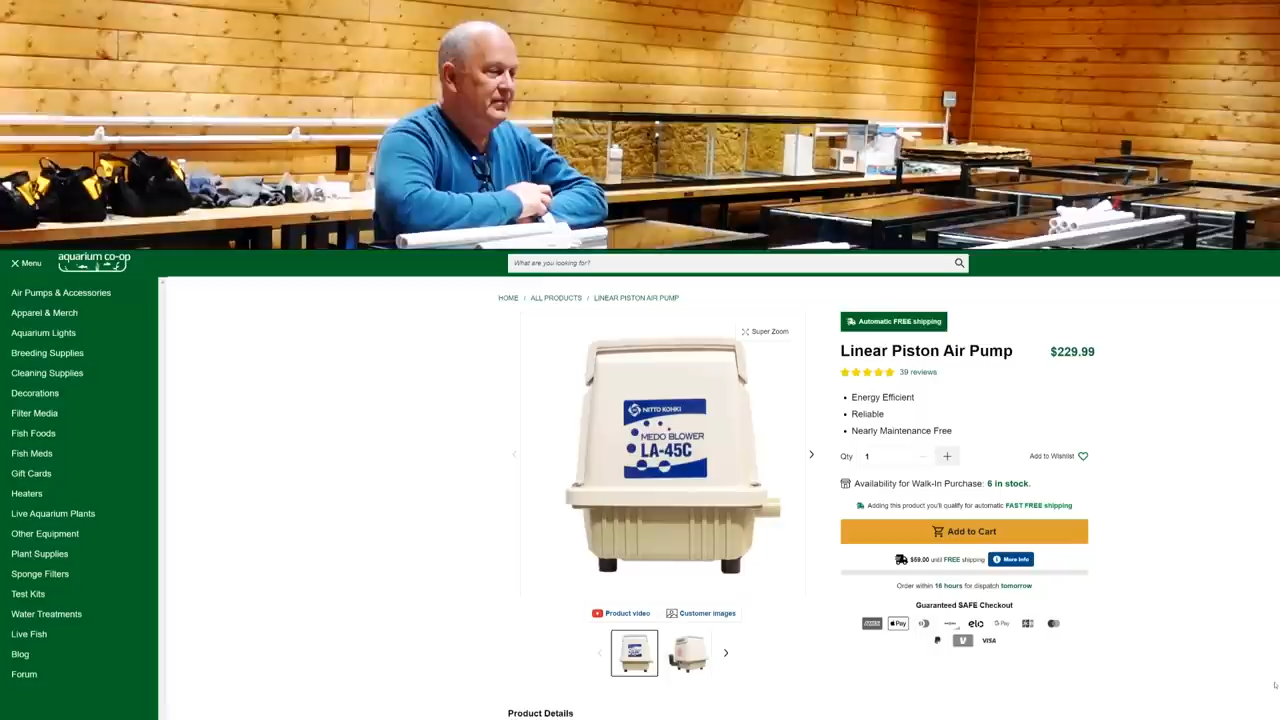 Menu
aquarium co-op
What are you looking for?
Air Pumps & Accessories
Apparel & Merch
Aquarium Lights
Breeding Supplies
Cleaning Supplies
Decorations
Filter Media
Fish Foods
Fish Meds
Gift Cards
Heaters
Live Aquarium Plants
Other Equipment
Plant Supplies
Sponge Filters
Test Kits
Water Treatments
Live Fish
Blog
Forum
HOME / ALL PRODUCTS / LINEAR PISTON AIR PUMP
Super Zoom
NITTO KOHKI
MEDO BLOWER
LA-45C
Product video
Customer images
Automatic FREE shipping
Linear Piston Air Pump $229.99
39 reviews
Energy Efficient
Reliable
Nearly Maintenance Free
Qty 1
Add to Wishlist
Availability for Walk-In Purchase: 6 in stock.
Adding this product you'll qualify for automatic FAST FREE shipping
Add to Cart
$59.00 until FREE shipping More Info
Order within 16 hours for dispatch tomorrow
Guaranteed SAFE Checkout
Pay
elo
G Pay
VISA
Product Details